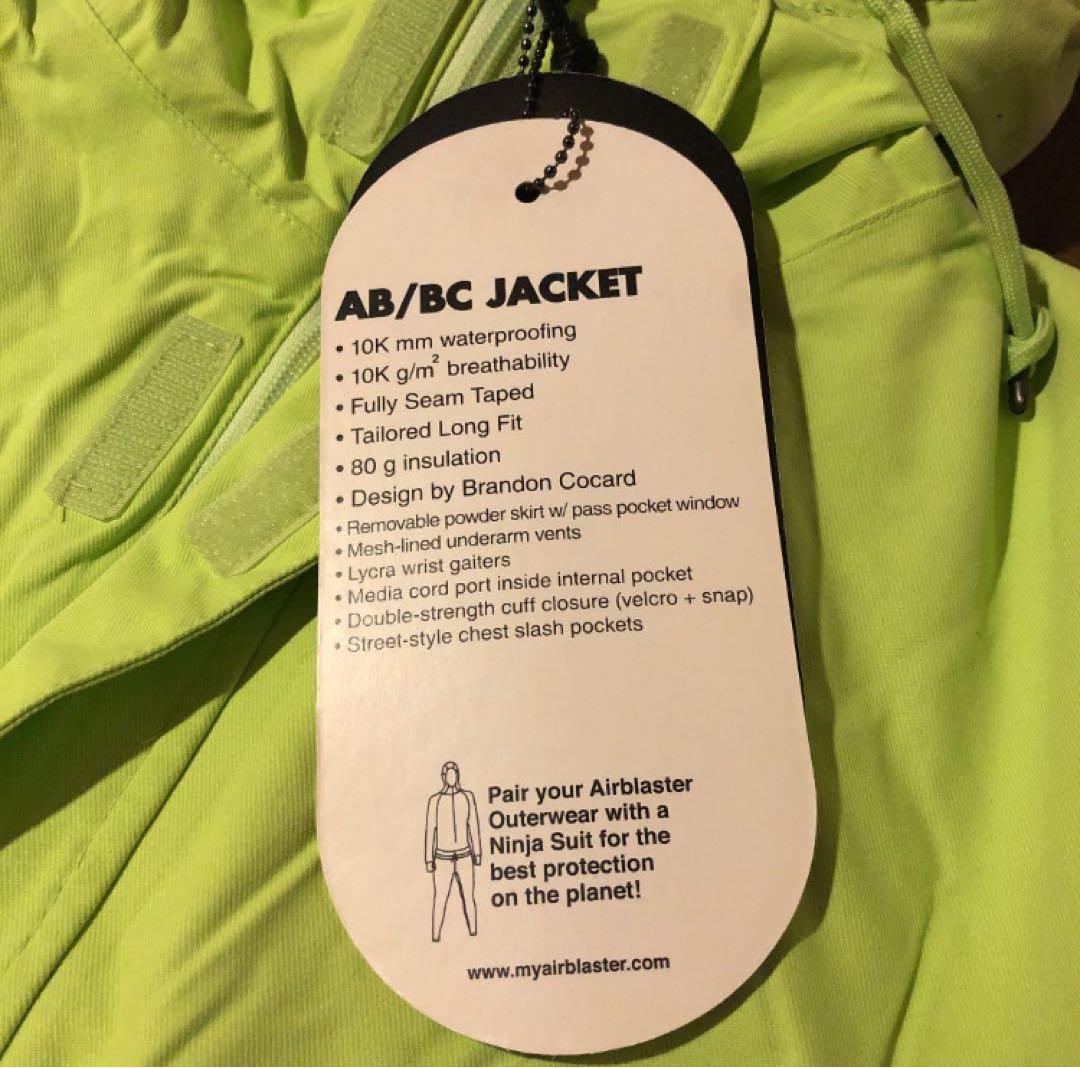 AB/BC JACKET
• 10K mm waterproofing
• 10K g/m² breathability
• Fully Seam Taped
• Tailored Long Fit
• 80 g insulation
• Design by Brandon Cocard
• Removable powder skirt w/ pass pocket window
• Mesh-lined underarm vents
• Lycra wrist gaiters
• Media cord port inside internal pocket
• Double-strength cuff closure (velcro + snap)
• Street-style chest slash pockets
Pair your Airblaster
Outerwear with a
Ninja Suit for the
best protection
on the planet!
www.myairblaster.com